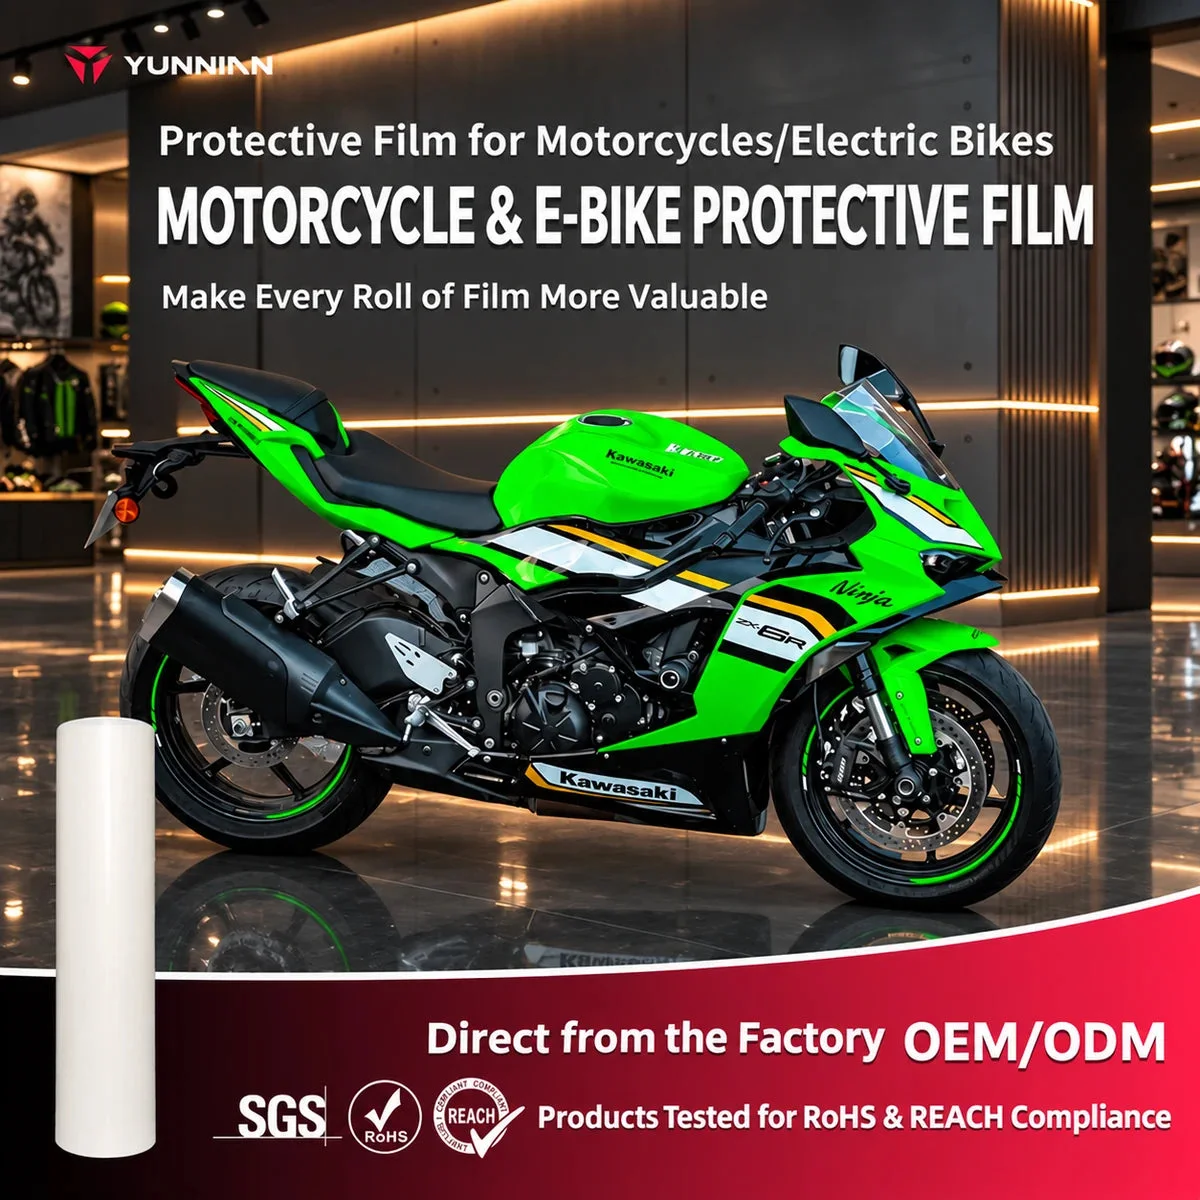 YUNNIAN
Protective Film for Motorcycles/Electric Bikes
MOTORCYCLE & E-BIKE PROTECTIVE FILM
Make Every Roll of Film More Valuable
Kawasaki
Ninja
ZX-6R
Kawasaki
Direct from the Factory OEM/ODM
SGS
RoHS
COMPLIANT COMPLIANT
REACH
Products Tested for RoHS & REACH Compliance